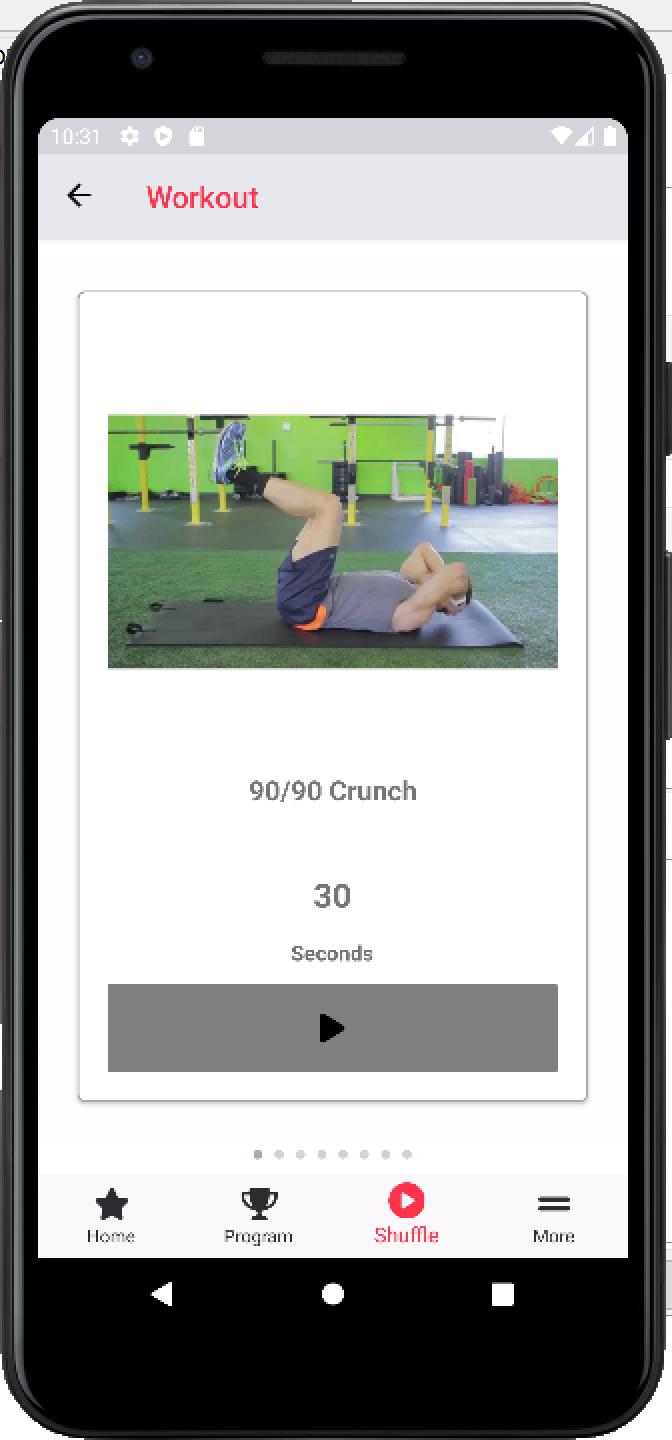 10:31
Workout
90/90 Crunch
30
Seconds
Home
Program
Shuffle
More